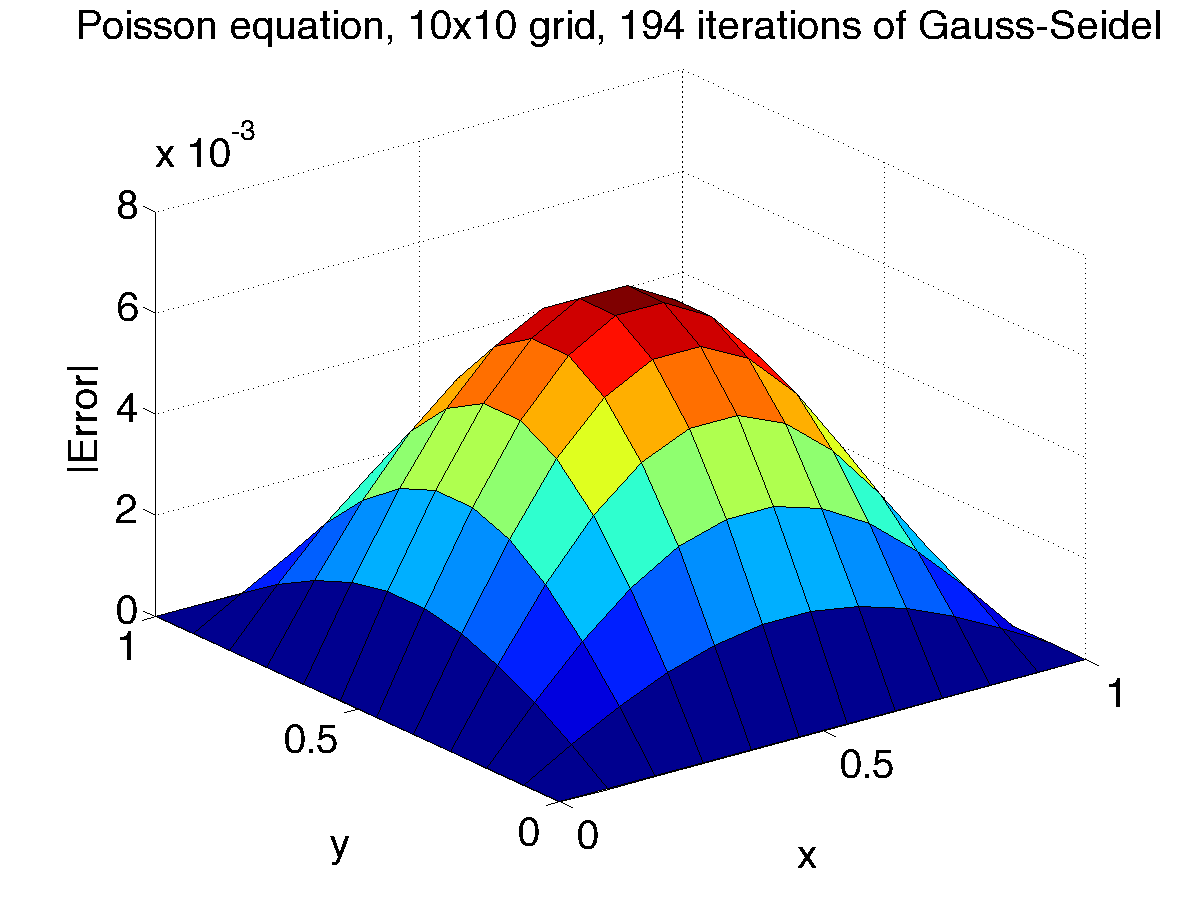 Poisson equation, 10x10 grid, 194 iterations of Gauss-Seidel
x 10^-3
8
6
4
2
0
|Error|
1
0.5
0
y
0
0.5
1
x